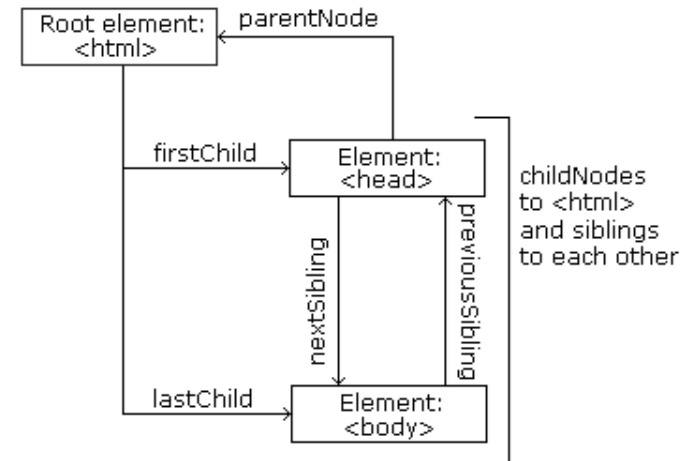 Root element:
<html>
parentNode
firstChild
Element:
<head>
childNodes
to <html>
and siblings
to each other
nextSibling
previousSibling
lastChild
Element:
<body>